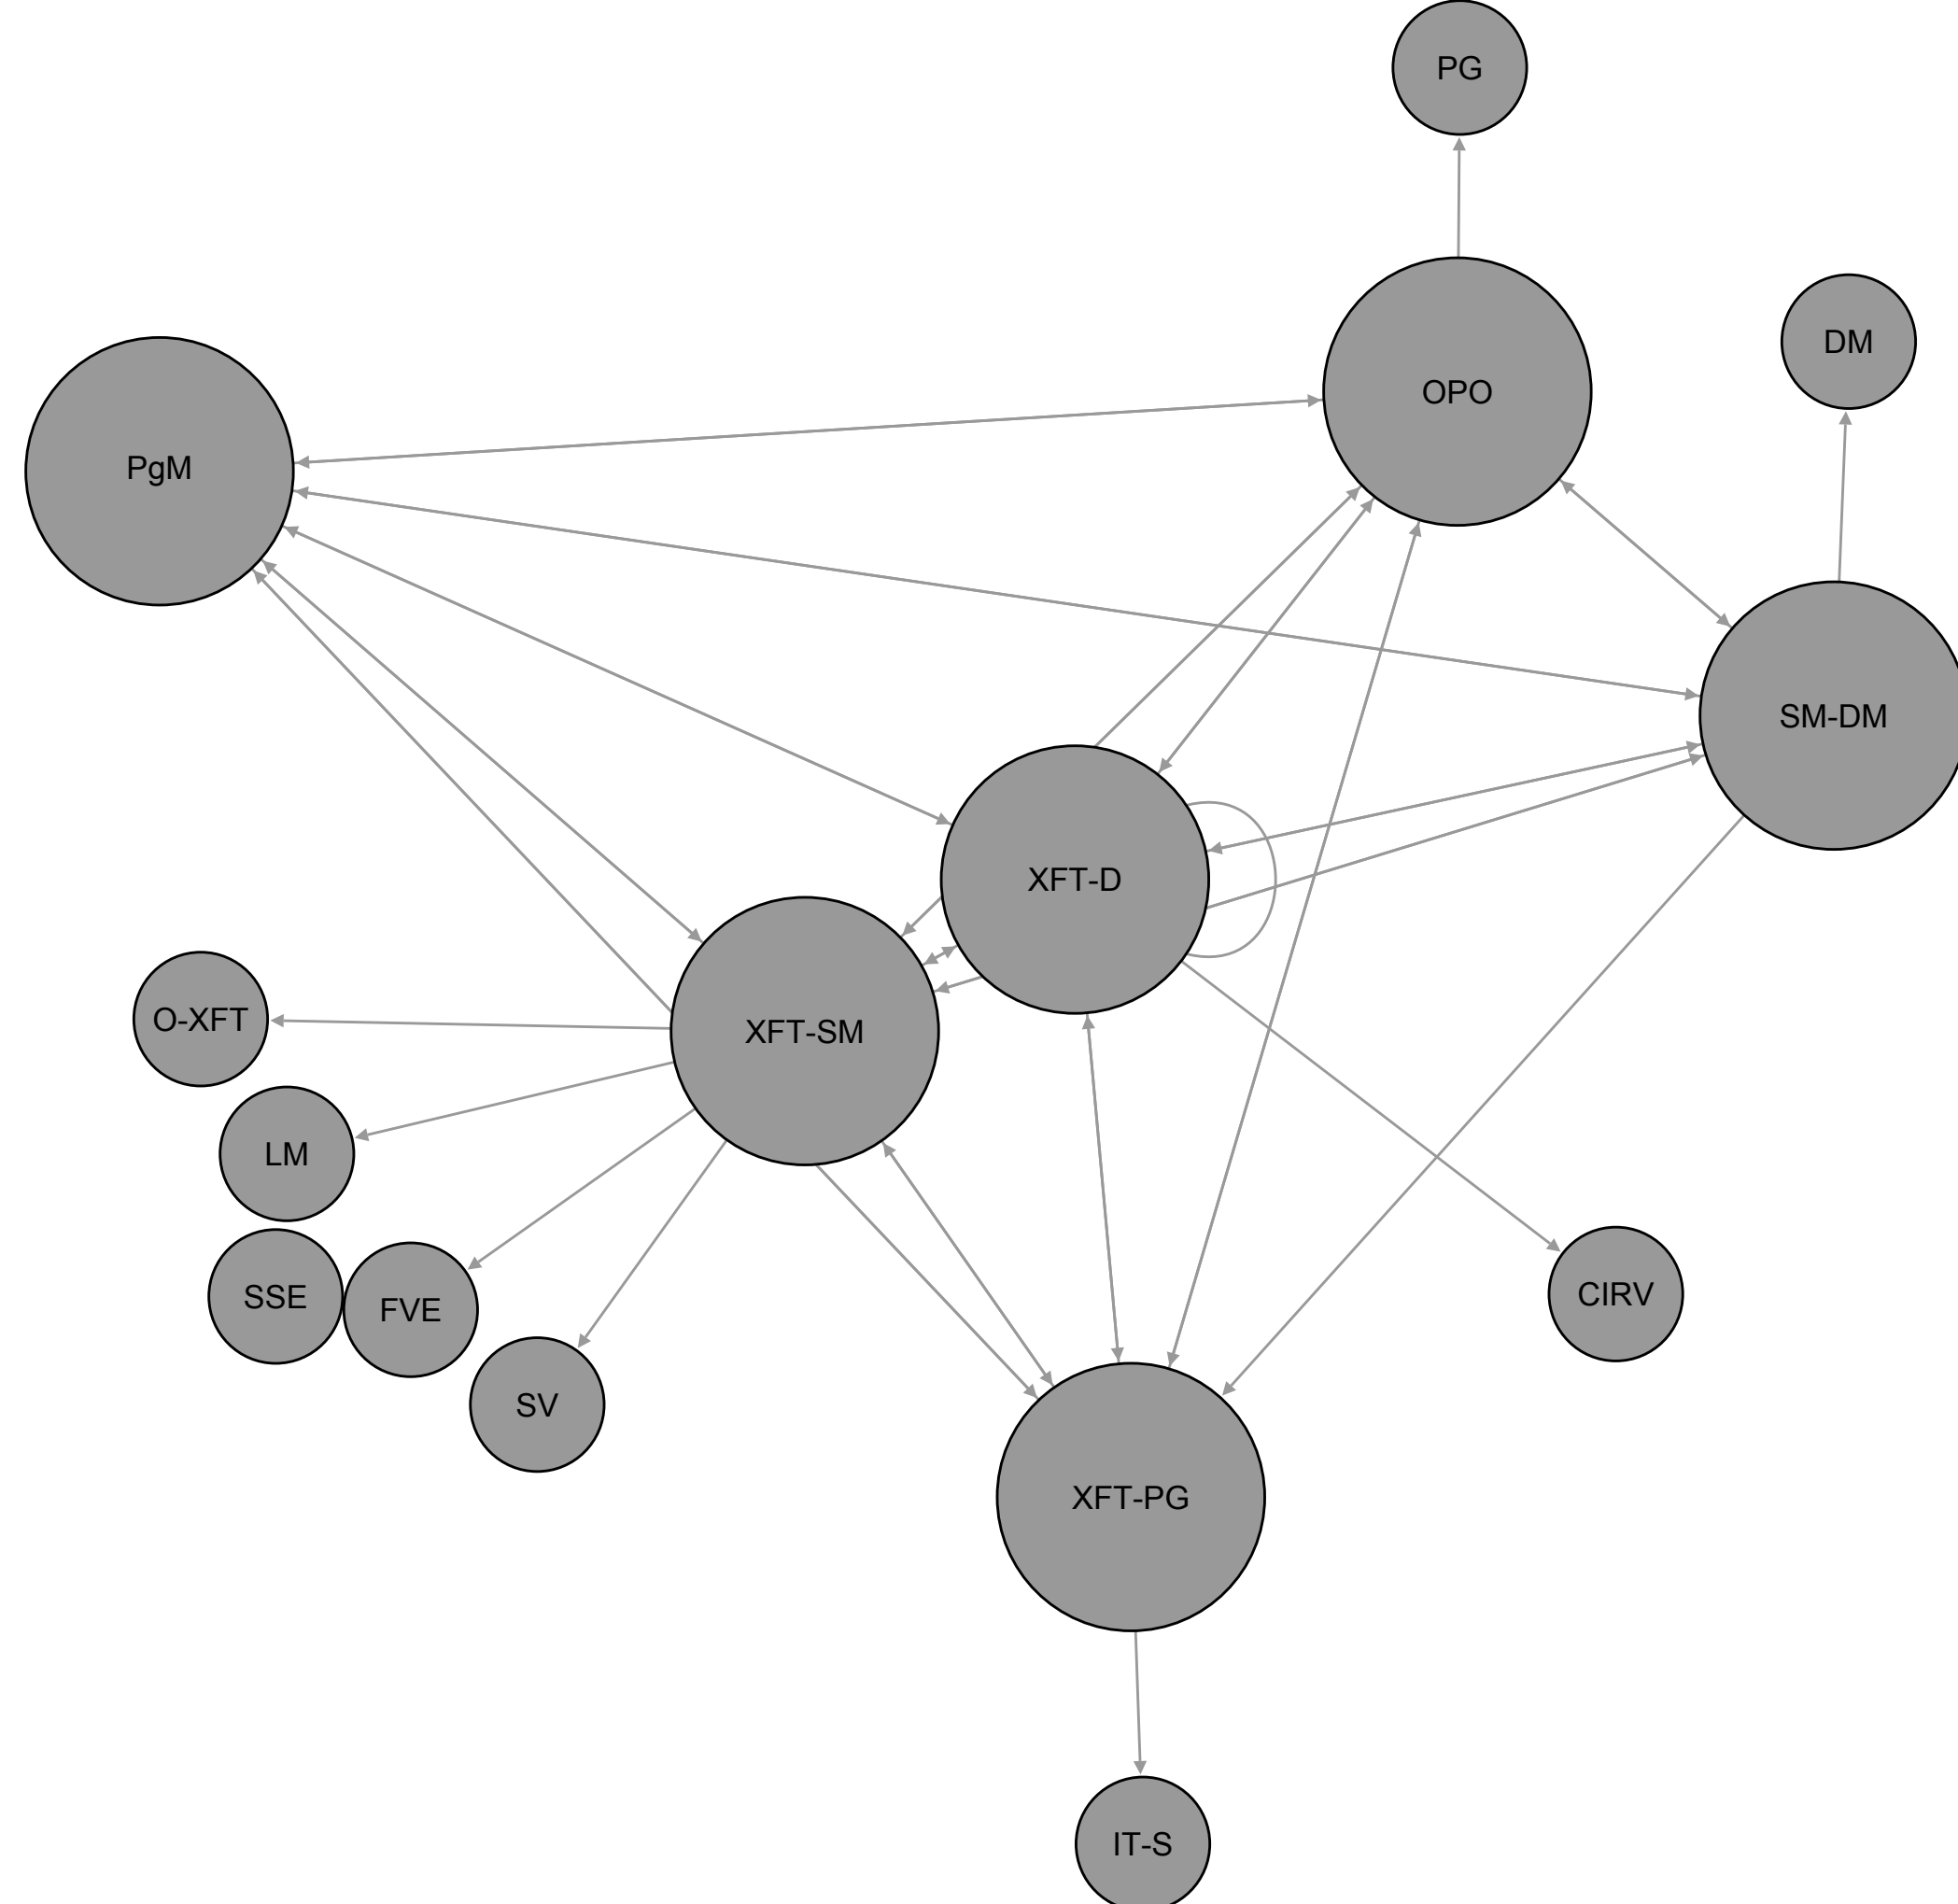 PG
DM
OPO
PgM
SM-DM
XFT-D
O-XFT
XFT-SM
LM
SSE
FVE
CIRV
SV
XFT-PG
IT-S